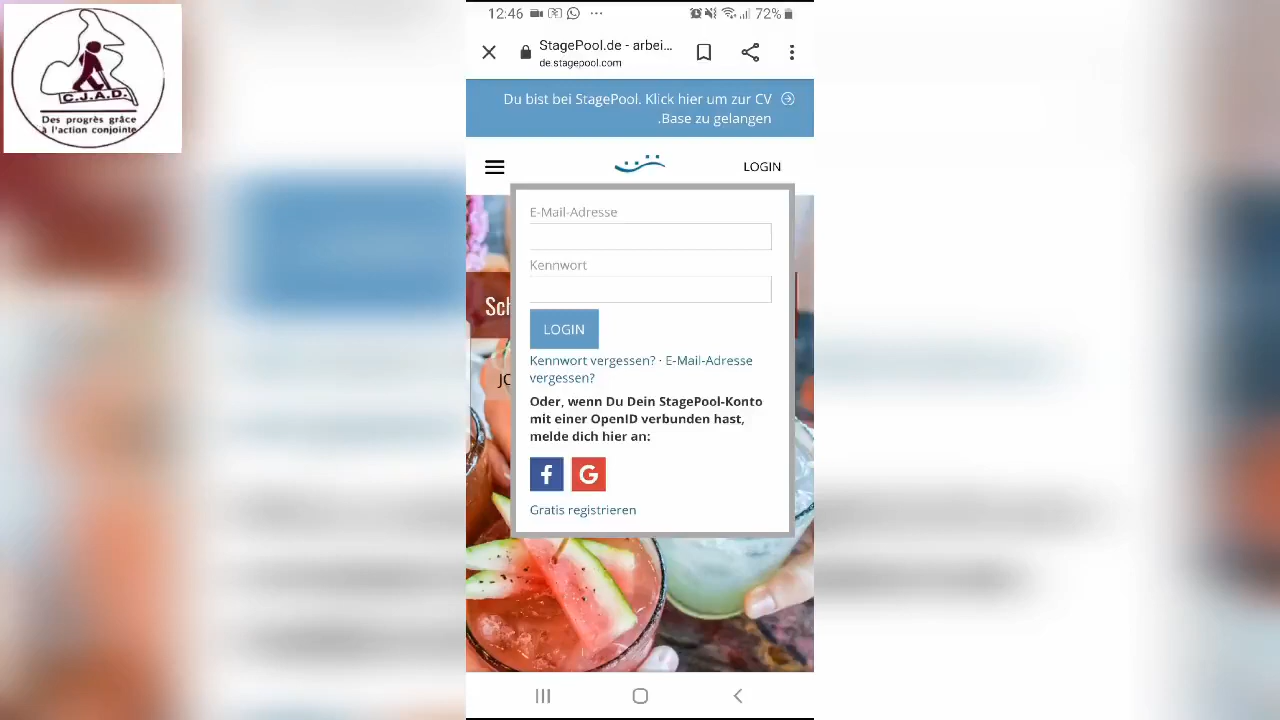 C.J.A.D.
Des progrès grâce
à l'action conjointe
12:46
72%
StagePool.de - arbei...
de.stagepool.com
Du bist bei StagePool. Klick hier um zur CV
.Base zu gelangen
LOGIN
E-Mail-Adresse
Kennwort
Sch
LOGIN
Kennwort vergessen? · E-Mail-Adresse
vergessen?
JO
Oder, wenn Du Dein StagePool-Konto
mit einer OpenID verbunden hast,
melde dich hier an:
f G
Gratis registrieren